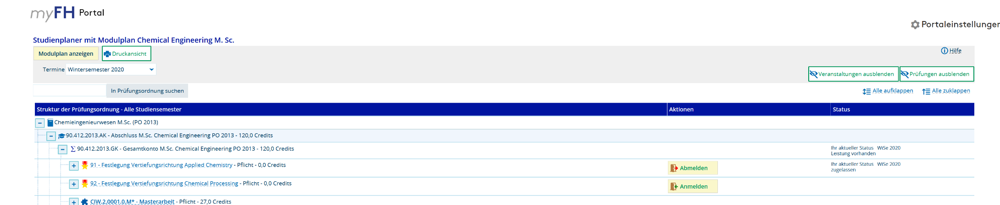 myFH Portal
Portaleinstellungen
Studienplaner mit Modulplan Chemical Engineering M. Sc.
Modulplan anzeigen Druckansicht Hilfe
Termine Wintersemester 2020
Veranstaltungen ausblenden Prüfungen ausblenden
In Prüfungsordnung suchen Alle aufklappen Alle zuklappen
Struktur der Prüfungsordnung - Alle Studiensemester Aktionen Status
Chemieingenieurwesen M.Sc. (PO 2013)
90.412.2013.AK - Abschluss M.Sc. Chemical Engineering PO 2013 - 120,0 Credits
Σ 90.412.2013.GK - Gesamtkonto M.Sc. Chemical Engineering PO 2013 - 120,0 Credits Ihr aktueller Status WiSe 2020
Leistung vorhanden
91 - Festlegung Vertiefungsrichtung Applied Chemistry - Pflicht - 0,0 Credits Abmelden Ihr aktueller Status WiSe 2020
zugelassen
92 - Festlegung Vertiefungsrichtung Chemical Processing - Pflicht - 0,0 Credits Anmelden
CIW.2.0001.0.M* - Masterarbeit - Pflicht - 27,0 Credits